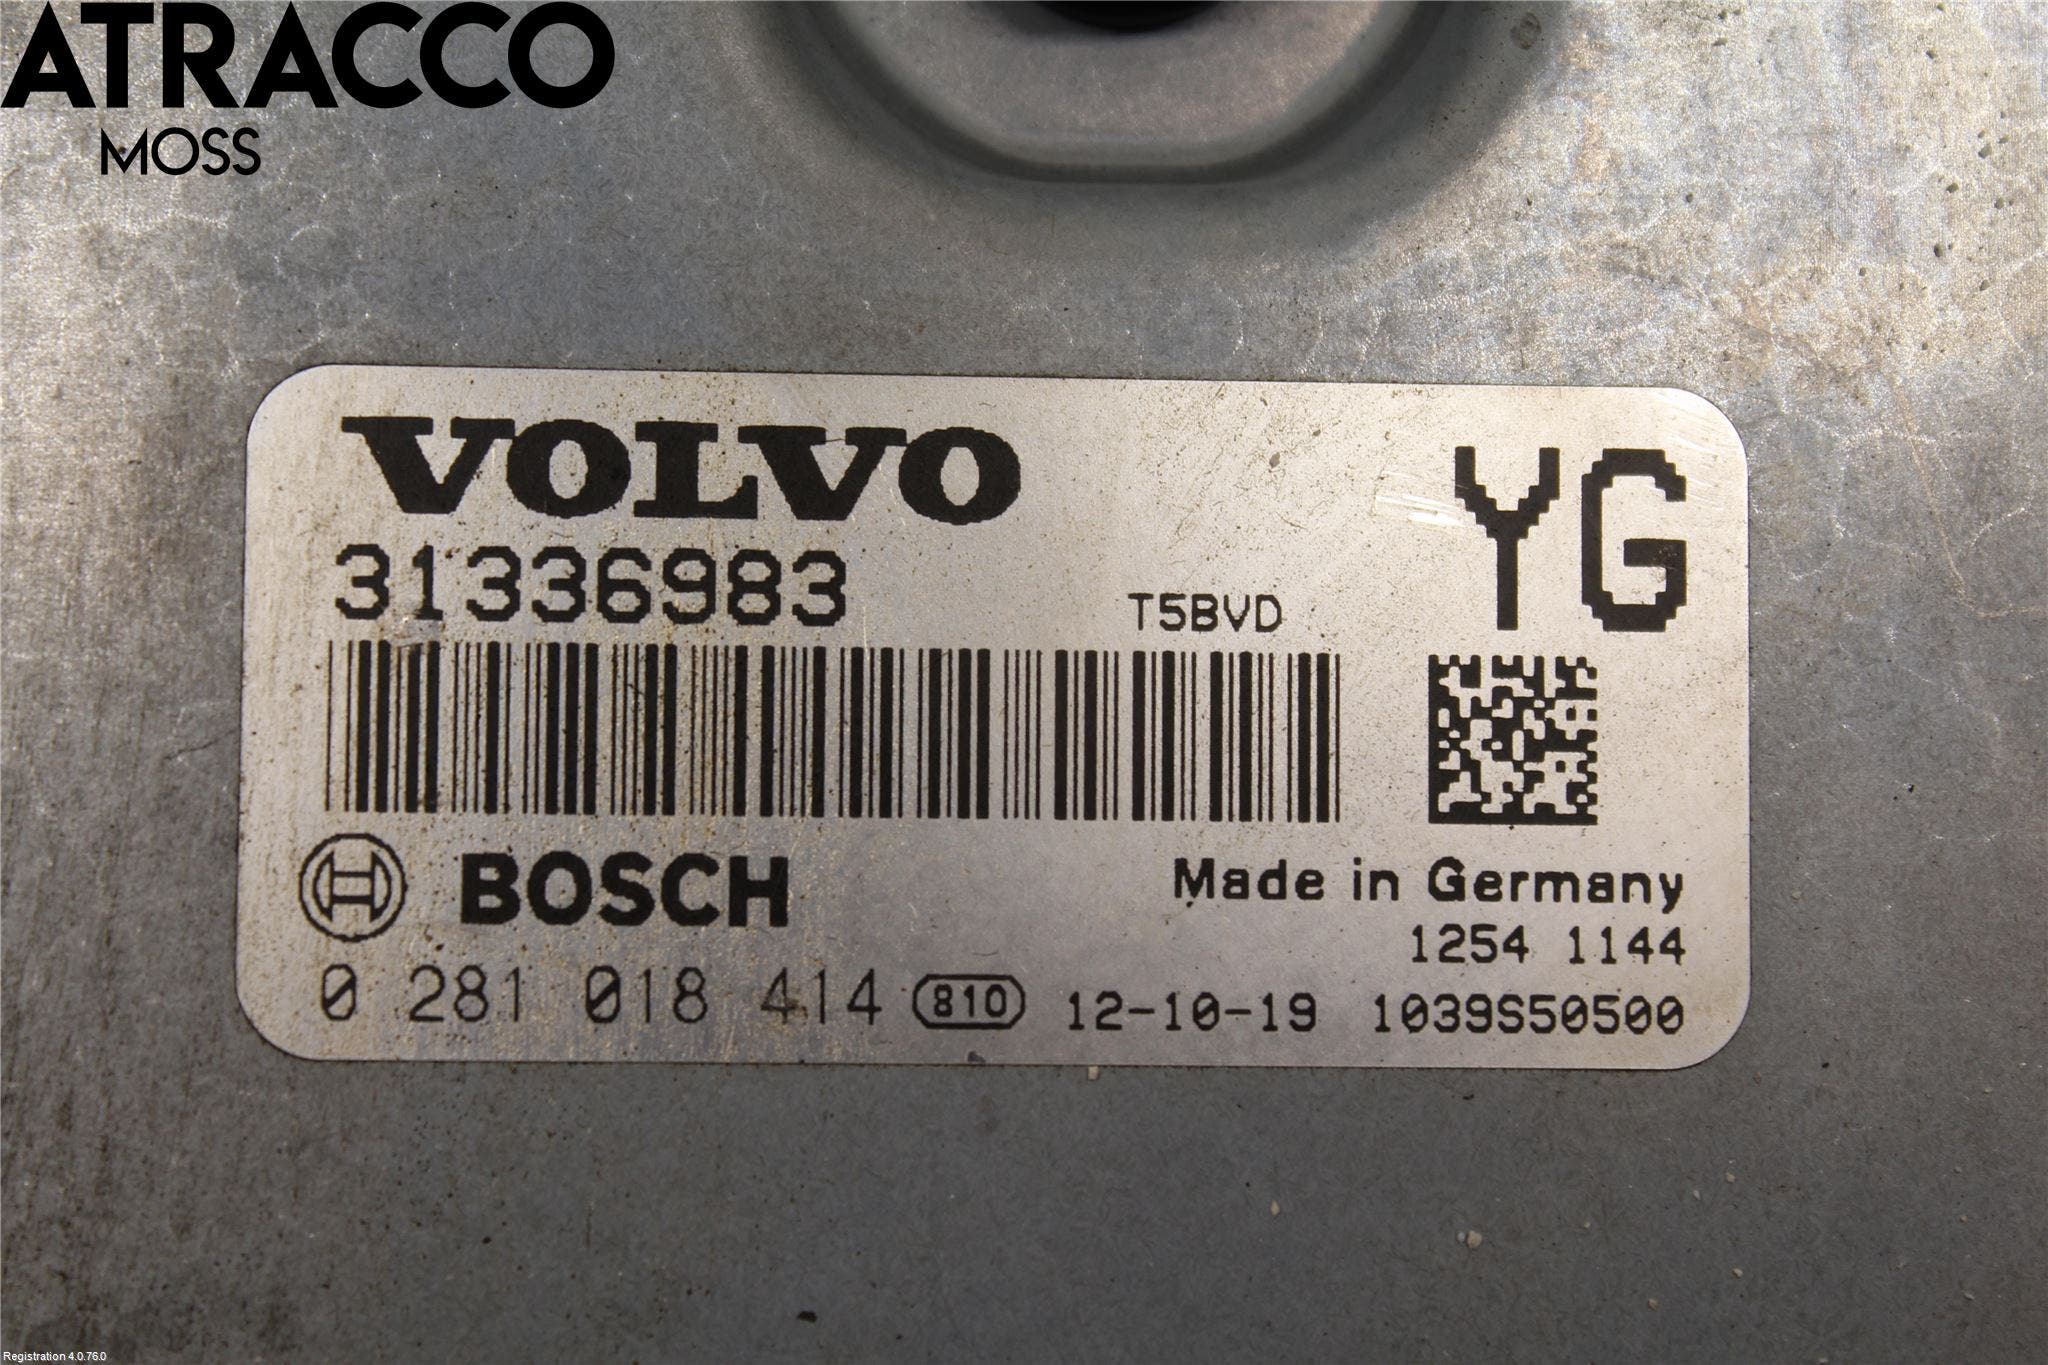 ATRACCO
MOSS
VOLVO
YG
31336983
T5BVD
BOSCH
Made in Germany
1254 1144
0 281 018 414 810 12-10-19 1039S50500
Registration 4.0.76.0